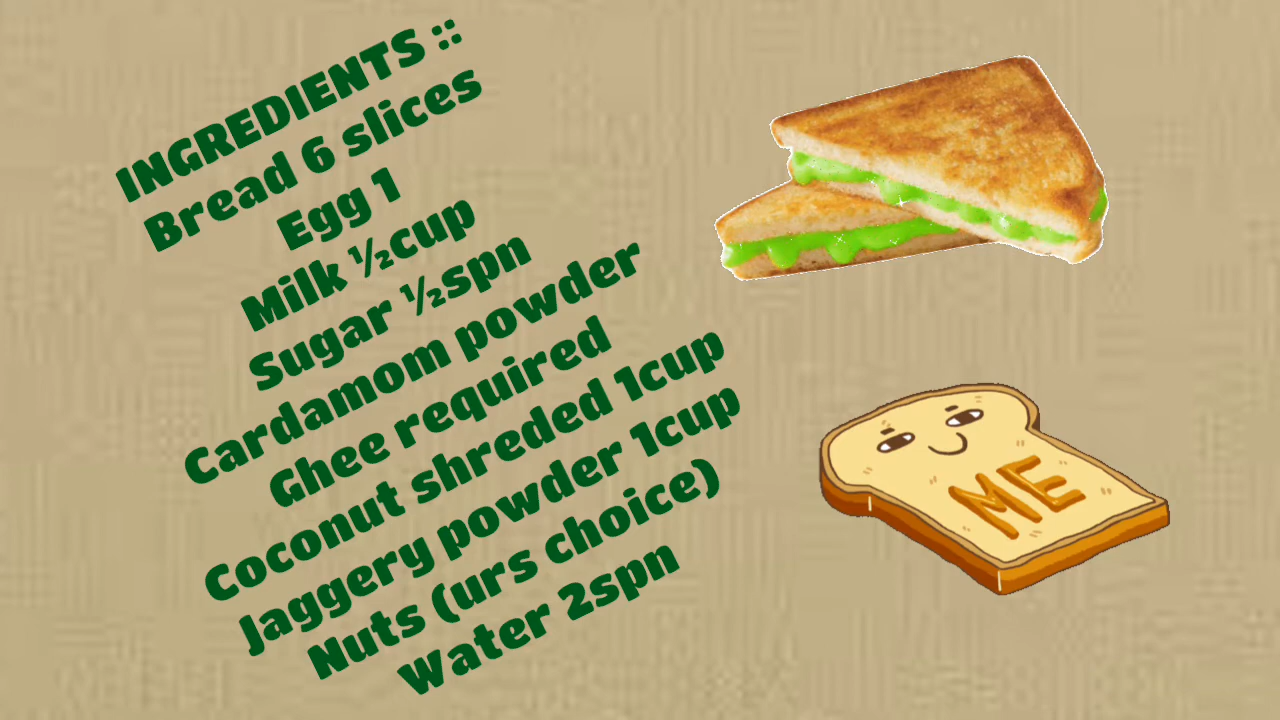 INGREDIENTS ::
Bread 6 slices
Egg 1
Milk ½cup
Sugar ½spn
Cardamom powder
Ghee required
Coconut shreded 1cup
Jaggery powder 1cup
Nuts (urs choice)
Water 2spn
ME